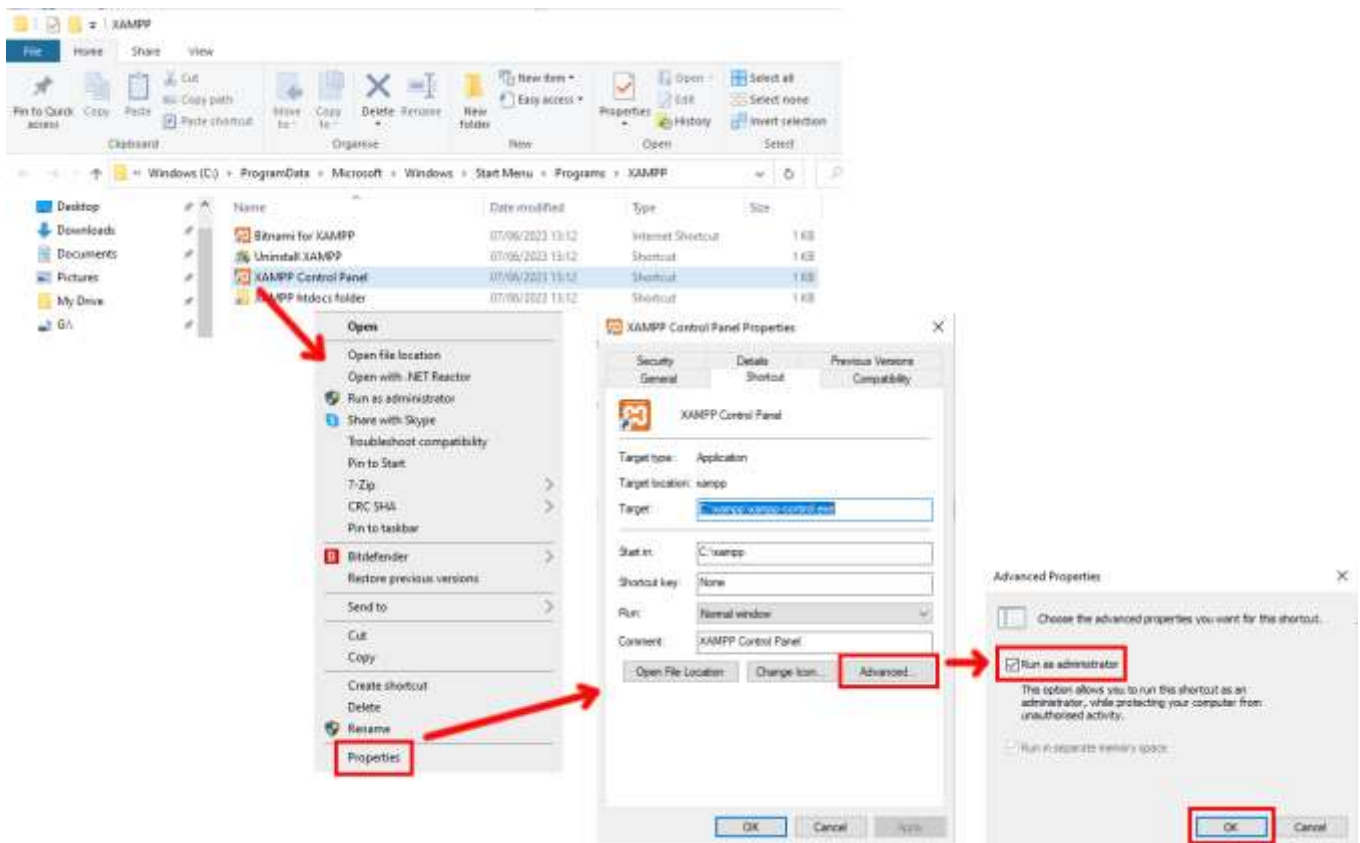 XAMPP
File Home Share View
Pin to Quick access Copy Paste Cut Copy path Paste shortcut Move to Copy to Delete Rename New folder New item Easy access Properties Open Edit History Select all Select none Invert selection
Clipboard Organise New Open Select
« Windows (C:) › ProgramData › Microsoft › Windows › Start Menu › Programs › XAMPP
Name Date modified Type Size
Desktop
Downloads
Documents
Pictures
My Drive
G:\
Bitnami for XAMPP 07/06/2023 13:12 Internet Shortcut 1 KB
Uninstall XAMPP 07/06/2023 13:12 Shortcut 1 KB
XAMPP Control Panel 07/06/2023 13:12 Shortcut 1 KB
XAMPP htdocs folder 07/06/2023 13:12 Shortcut 1 KB
Open
Open file location
Open with .NET Reactor
Run as administrator
Share with Skype
Troubleshoot compatibility
Pin to Start
7-Zip
CRC SHA
Pin to taskbar
Bitdefender
Restore previous versions
Send to
Cut
Copy
Create shortcut
Delete
Rename
Properties
XAMPP Control Panel Properties
Security Details Previous Versions
General Shortcut Compatibility
XAMPP Control Panel
Target type: Application
Target location: xampp
Target: C:\xampp\xampp-control.exe
Start in: C:\xampp
Shortcut key: None
Run: Normal window
Comment: XAMPP Control Panel
Open File Location Change Icon... Advanced...
OK Cancel Apply
Advanced Properties
Choose the advanced properties you want for this shortcut.
Run as administrator
This option allows you to run this shortcut as an
administrator, while protecting your computer from
unauthorised activity.
Run in separate memory space
OK Cancel